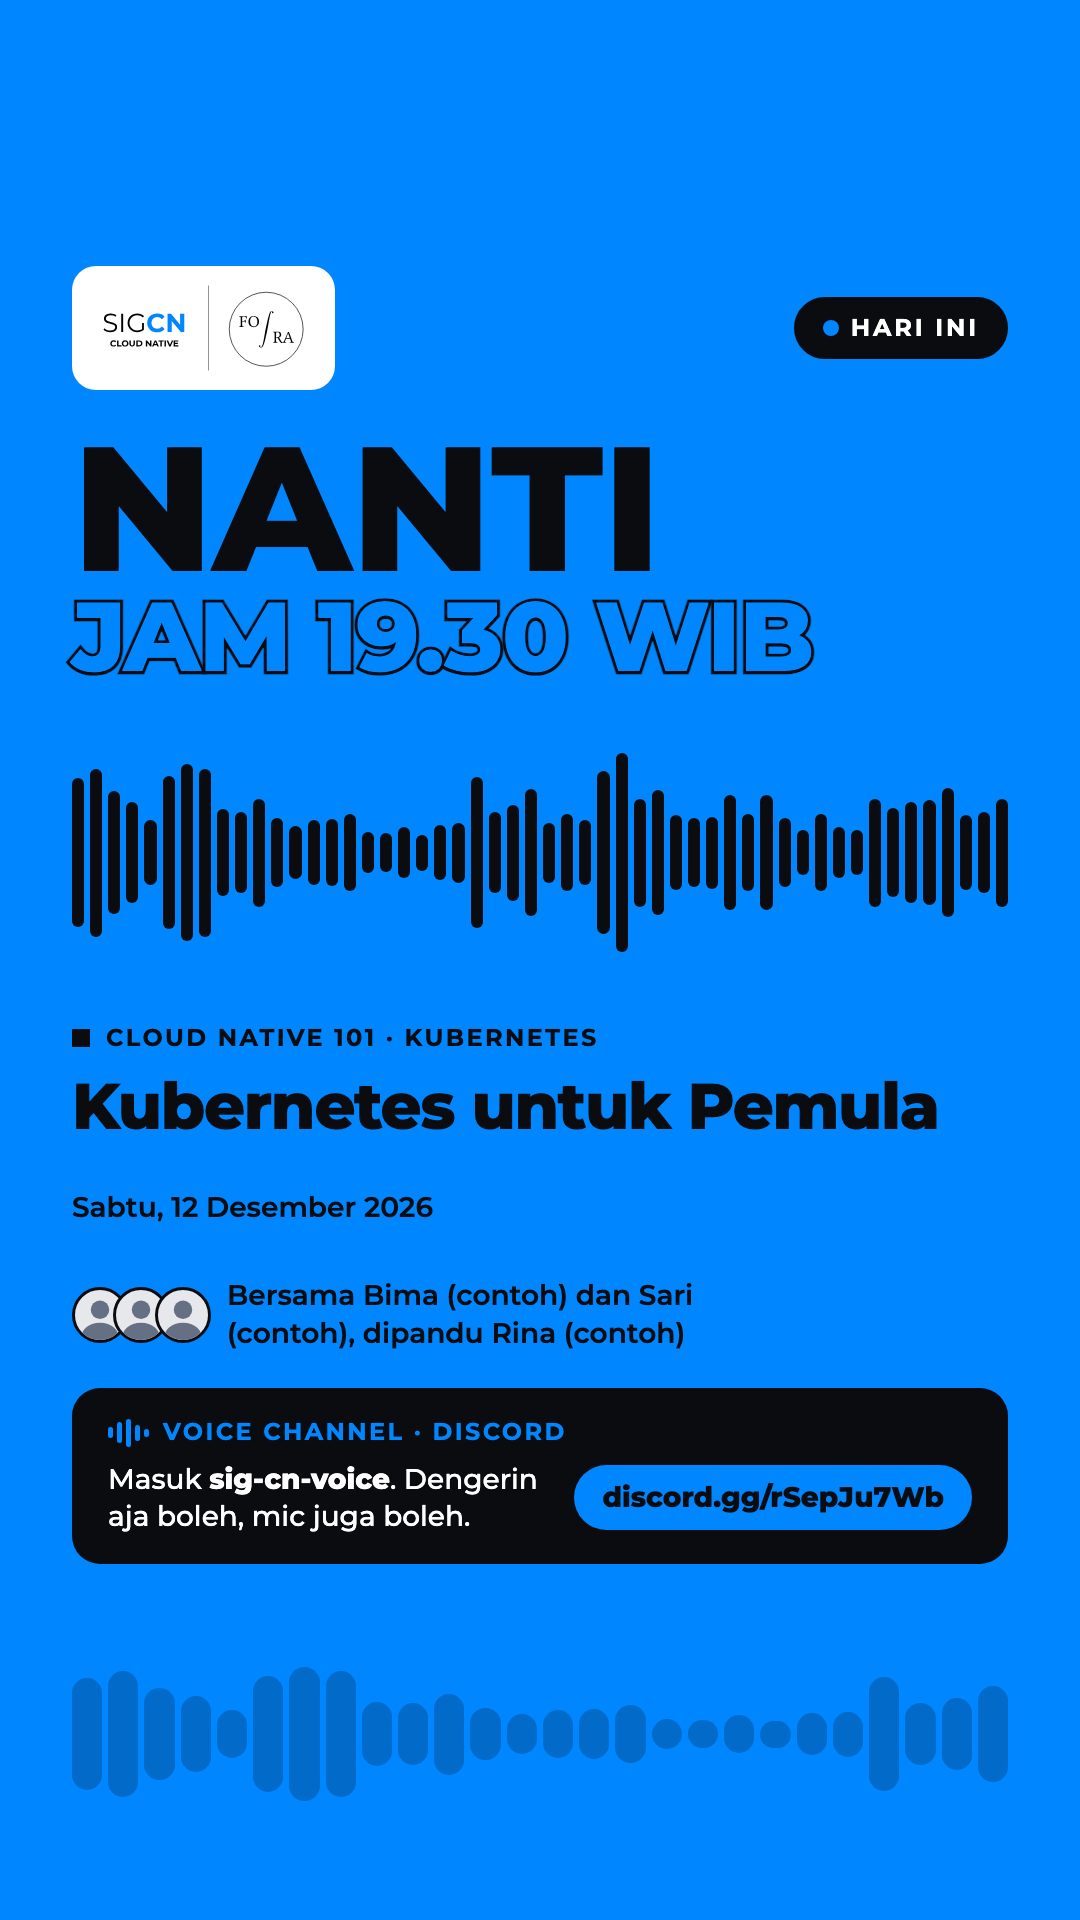 SIGCN
CLOUD NATIVE
FO
RA
HARI INI
NANTI
JAM 19.30 WIB
CLOUD NATIVE 101 · KUBERNETES
Kubernetes untuk Pemula
Sabtu, 12 Desember 2026
Bersama Bima (contoh) dan Sari
(contoh), dipandu Rina (contoh)
VOICE CHANNEL · DISCORD
Masuk sig-cn-voice. Dengerin
aja boleh, mic juga boleh.
discord.gg/rSepJu7Wb